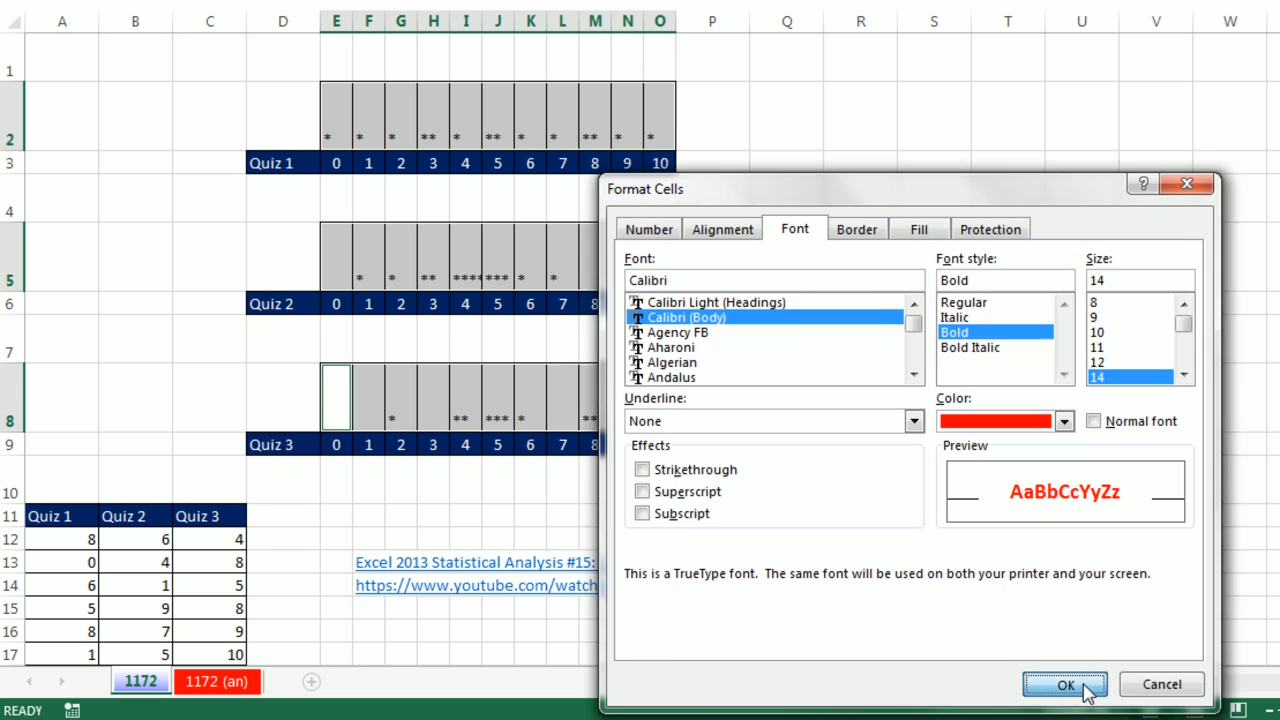 A B C D E F G H I J K L M N O P Q R S T U V W
1
2 * * * ** * ** * * ** * *
3 Quiz 1 0 1 2 3 4 5 6 7 8 9 10
4
5 * * ** **** *** * *
6 Quiz 2 0 1 2 3 4 5 6 7 8
7
8 * ** *** * **
9 Quiz 3 0 1 2 3 4 5 6 7 8
10
11 Quiz 1 Quiz 2 Quiz 3
12 8 6 4
13 0 4 8 Excel 2013 Statistical Analysis #15:
14 6 1 5 https://www.youtube.com/watch
15 5 9 8
16 8 7 9
17 1 5 10
1172 1172 (an)
READY
Format Cells
Number Alignment Font Border Fill Protection
Font: Font style: Size:
Calibri Bold 14
Calibri Light (Headings) Regular 8
Calibri (Body) Italic 9
Agency FB Bold 10
Aharoni Bold Italic 11
Algerian 12
Andalus 14
Underline: Color:
None Normal font
Effects Preview
Strikethrough
Superscript AaBbCcYyZz
Subscript
This is a TrueType font. The same font will be used on both your printer and your screen.
OK Cancel